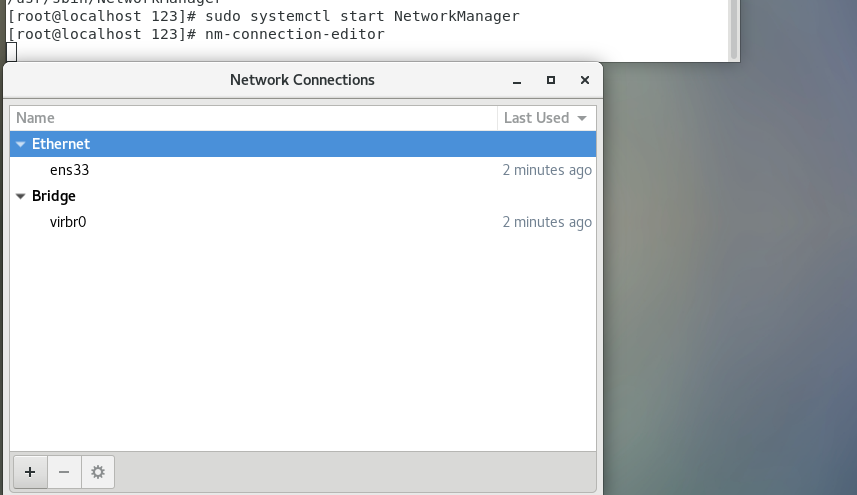 /usr/sbin/NetworkManager
[root@localhost 123]# sudo systemctl start NetworkManager
[root@localhost 123]# nm-connection-editor
Network Connections
Name Last Used
Ethernet
ens33 2 minutes ago
Bridge
virbr0 2 minutes ago